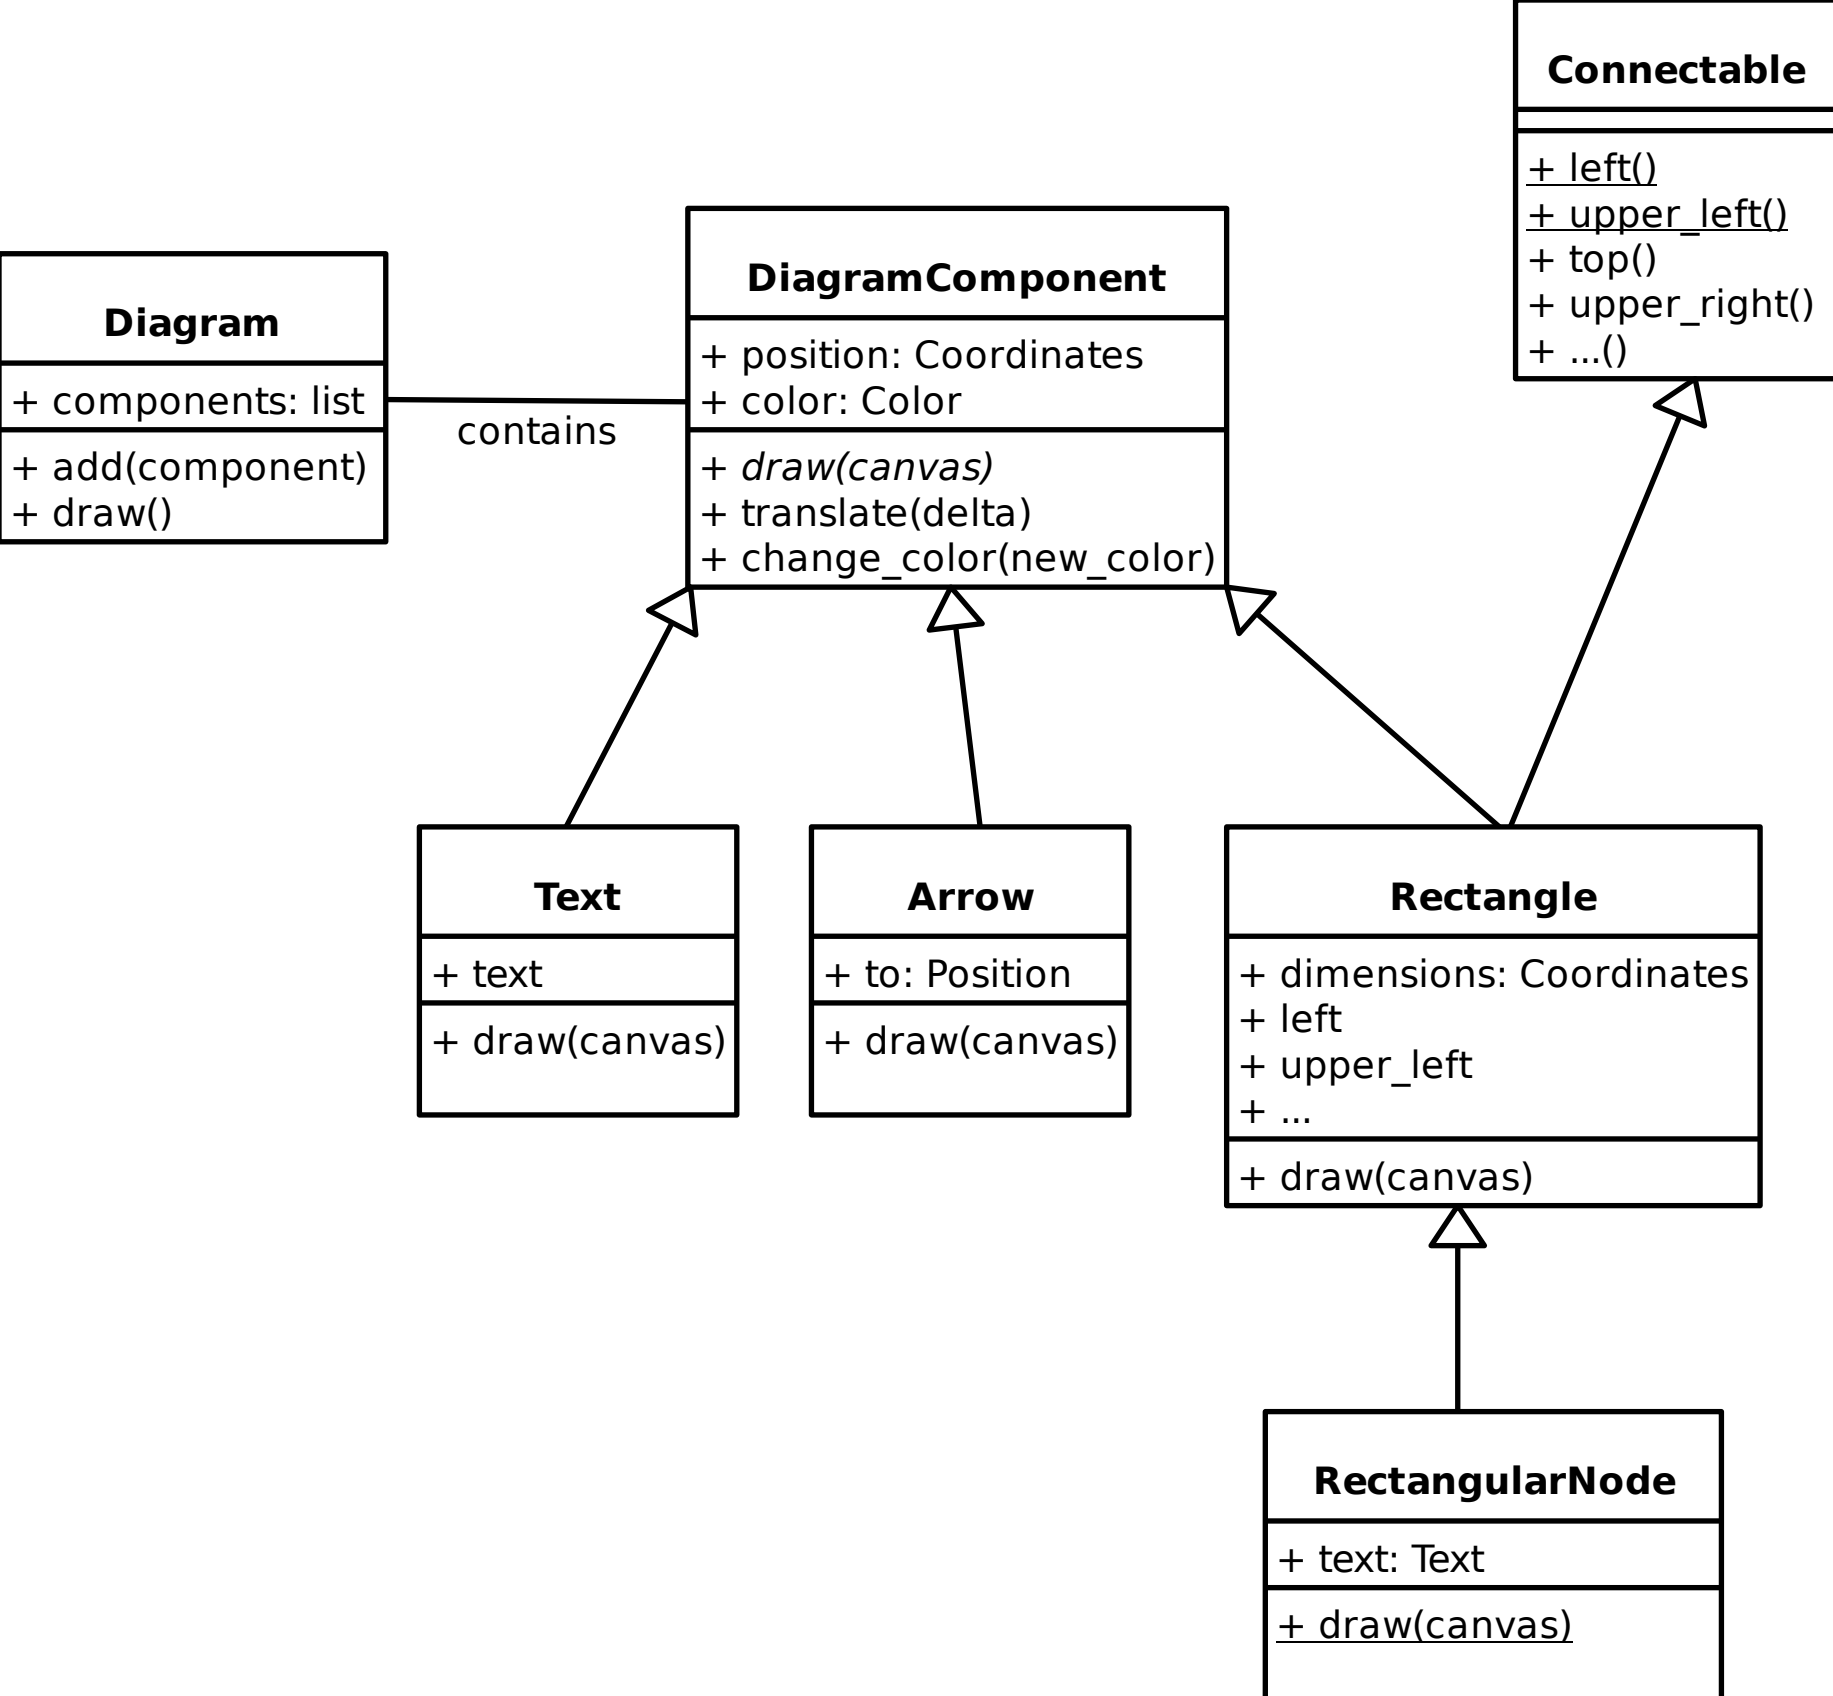 Connectable
+ left()
+ upper_left()
+ top()
+ upper_right()
+ ...()
Diagram
+ components: list
+ add(component)
+ draw()
contains
DiagramComponent
+ position: Coordinates
+ color: Color
+ draw(canvas)
+ translate(delta)
+ change_color(new_color)
Text
+ text
+ draw(canvas)
Arrow
+ to: Position
+ draw(canvas)
Rectangle
+ dimensions: Coordinates
+ left
+ upper_left
+ ...
+ draw(canvas)
RectangularNode
+ text: Text
+ draw(canvas)